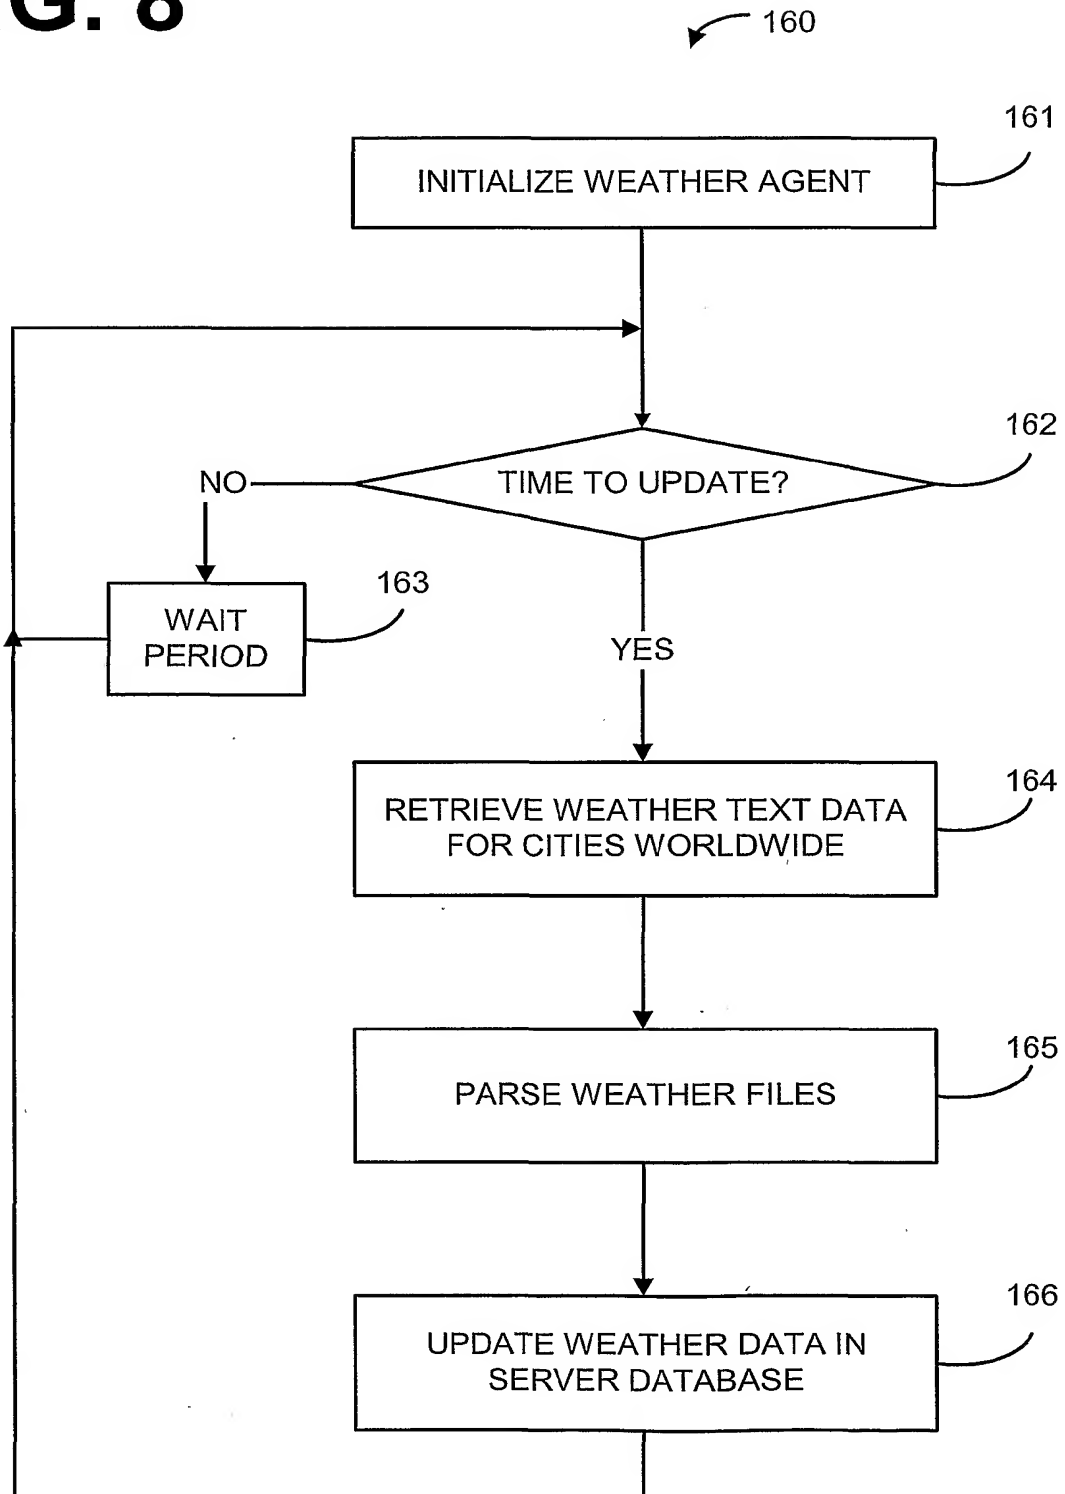 G. 8
160
161
INITIALIZE WEATHER AGENT
162
NO
TIME TO UPDATE?
163
WAIT
PERIOD
YES
164
RETRIEVE WEATHER TEXT DATA
FOR CITIES WORLDWIDE
165
PARSE WEATHER FILES
166
UPDATE WEATHER DATA IN
SERVER DATABASE